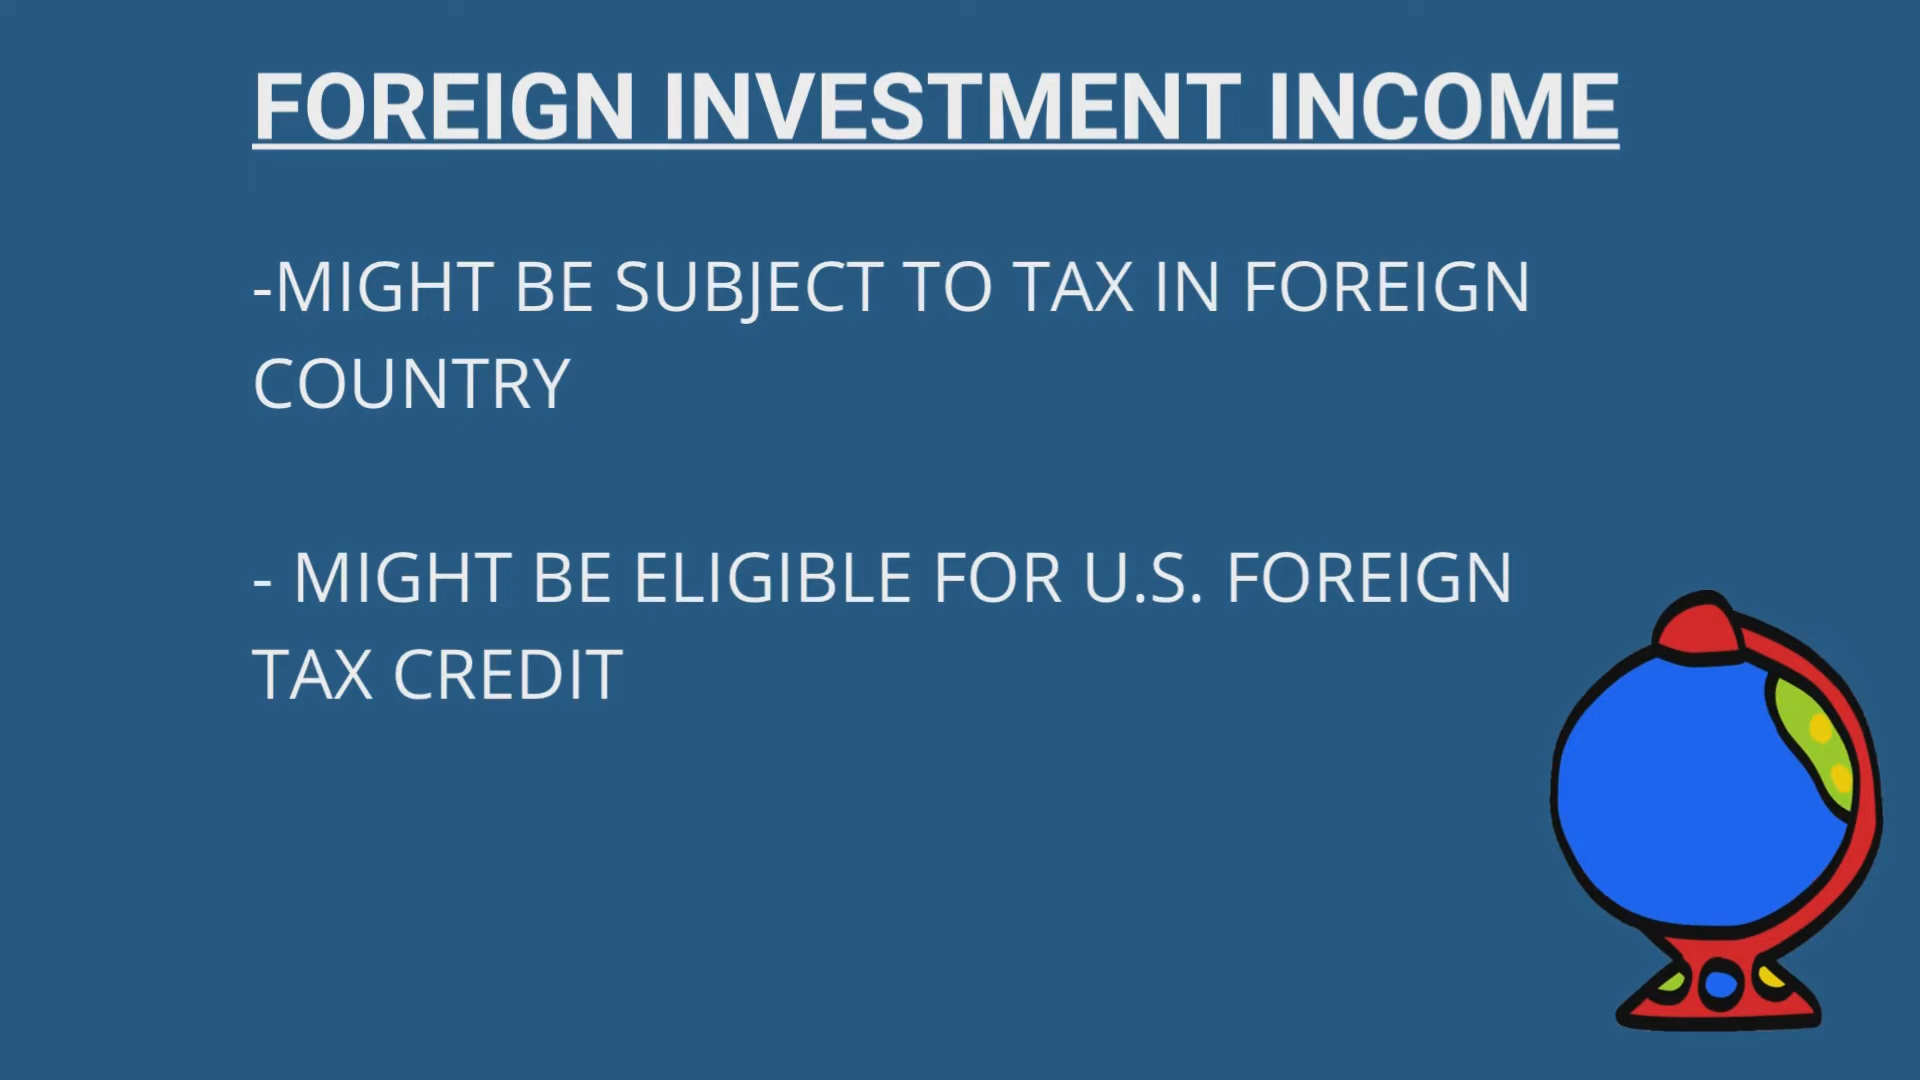 FOREIGN INVESTMENT INCOME
-MIGHT BE SUBJECT TO TAX IN FOREIGN
COUNTRY
- MIGHT BE ELIGIBLE FOR U.S. FOREIGN
TAX CREDIT